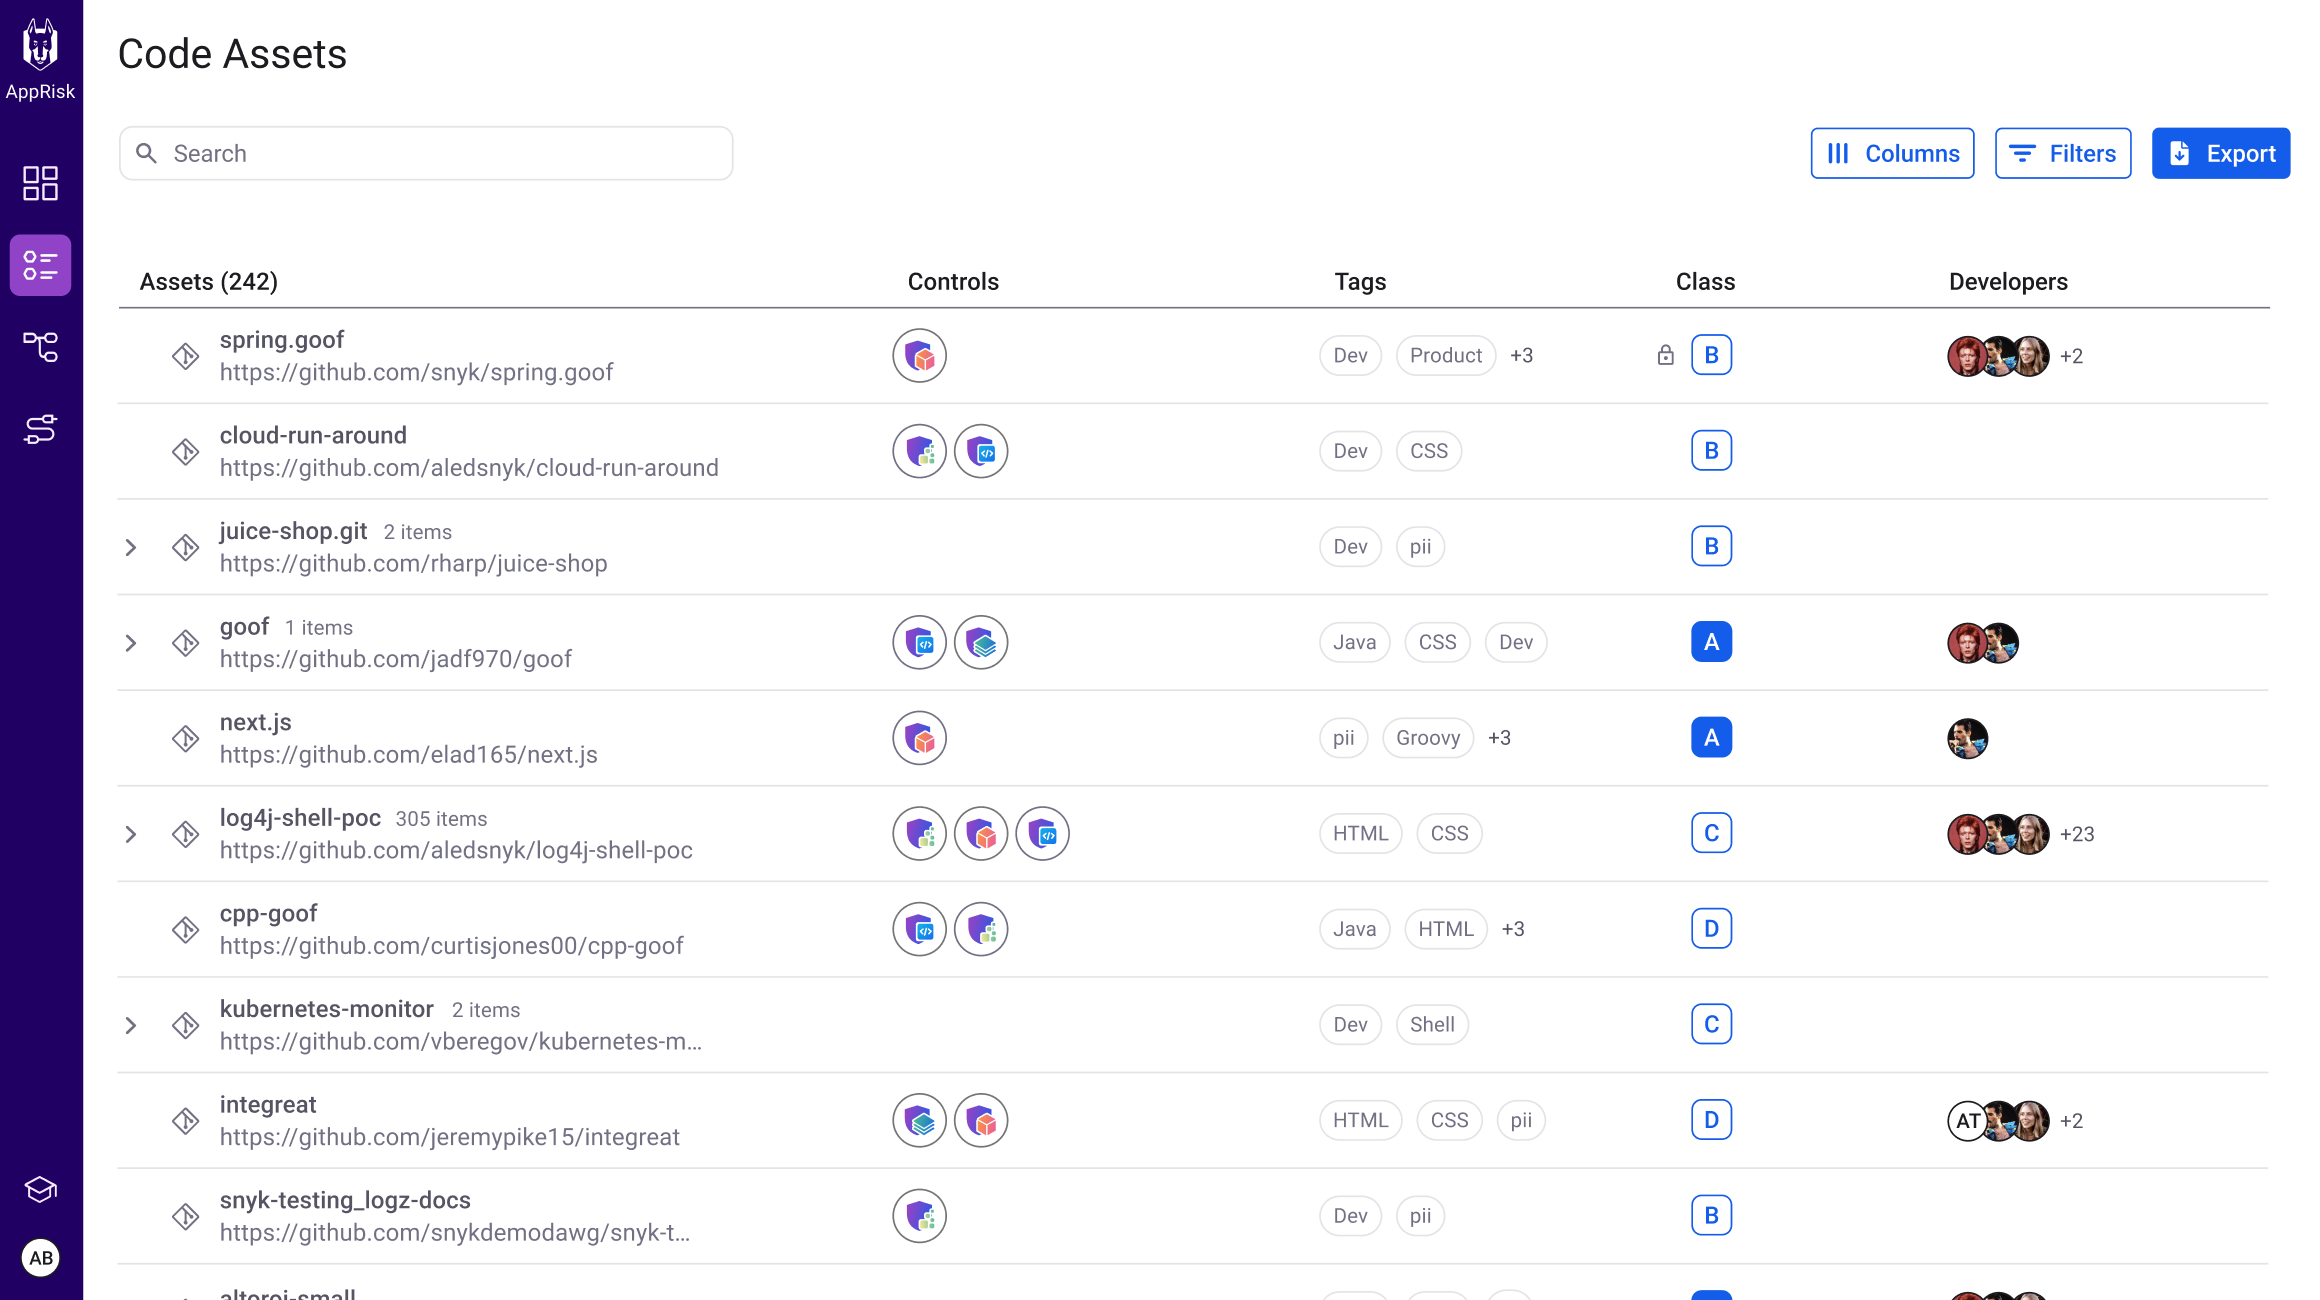 AppRisk
Code Assets
Search
Columns
Filters
Export
Assets (242) Controls Tags Class Developers
spring.goof
https://github.com/snyk/spring.goof
Dev Product +3 B +2
cloud-run-around
https://github.com/aledsnyk/cloud-run-around
Dev CSS B
juice-shop.git 2 items
https://github.com/rharp/juice-shop
Dev pii B
goof 1 items
https://github.com/jadf970/goof
Java CSS Dev A
next.js
https://github.com/elad165/next.js
pii Groovy +3 A
log4j-shell-poc 305 items
https://github.com/aledsnyk/log4j-shell-poc
HTML CSS C +23
cpp-goof
https://github.com/curtisjones00/cpp-goof
Java HTML +3 D
kubernetes-monitor 2 items
https://github.com/vberegov/kubernetes-m...
Dev Shell C
integreat
https://github.com/jeremypike15/integreat
HTML CSS pii D AT +2
snyk-testing_logz-docs
https://github.com/snykdemodawg/snyk-t...
Dev pii B
AB